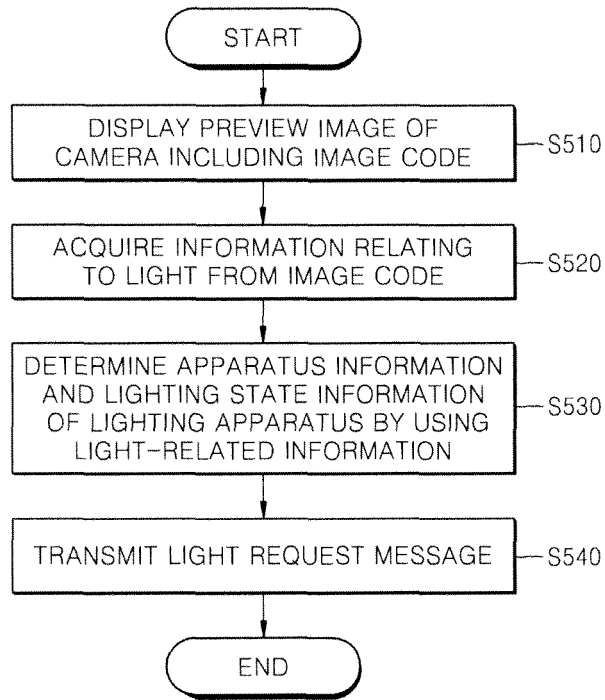 START
DISPLAY PREVIEW IMAGE OF
CAMERA INCLUDING IMAGE CODE
S510
ACQUIRE INFORMATION RELATING
TO LIGHT FROM IMAGE CODE
S520
DETERMINE APPARATUS INFORMATION
AND LIGHTING STATE INFORMATION
OF LIGHTING APPARATUS BY USING
LIGHT-RELATED INFORMATION
S530
TRANSMIT LIGHT REQUEST MESSAGE
S540
END